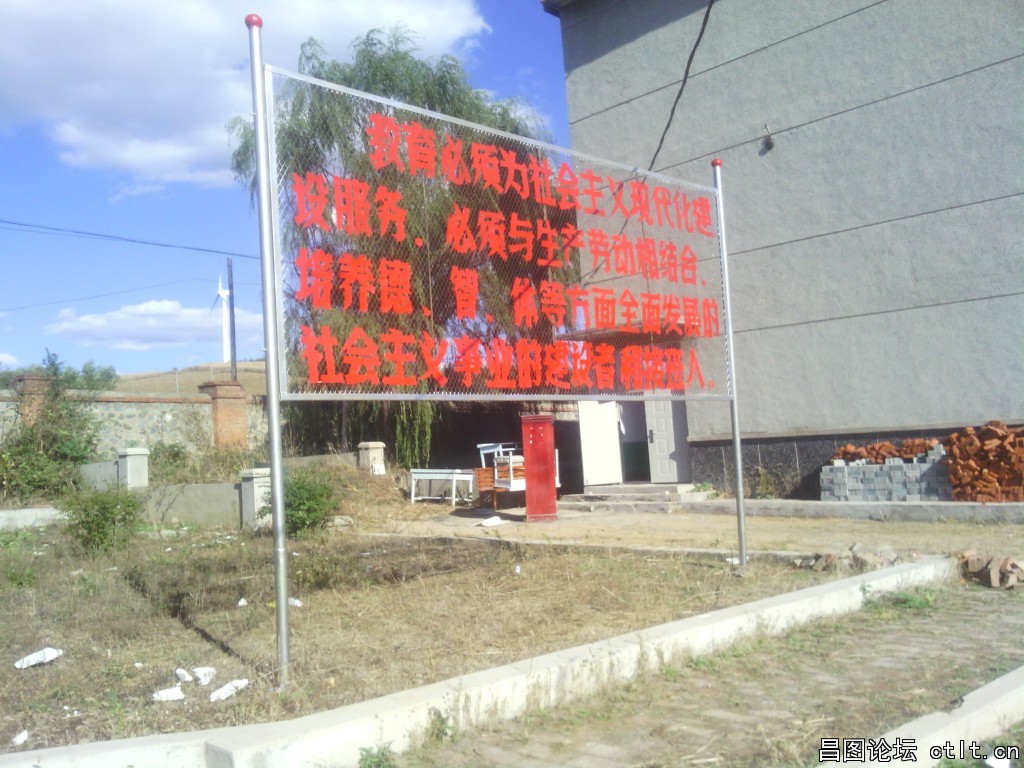 教育必须为社会主义现代化建
设服务、必须与生产劳动相结合、
培养德、智、体等方面全面发展的
社会主义事业的建设者和接班人。
昌图论坛 ctlt.cn